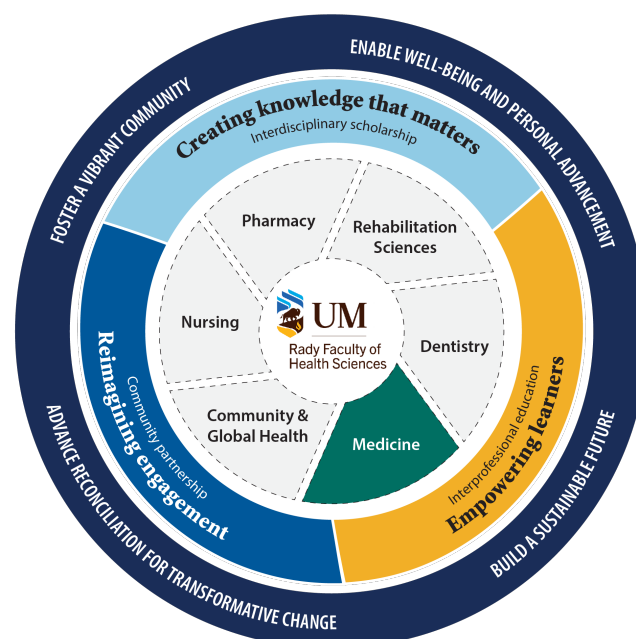 ENABLE WELL-BEING AND PERSONAL ADVANCEMENT
FOSTER A VIBRANT COMMUNITY
Creating knowledge that matters
Interdisciplinary scholarship
Pharmacy
Rehabilitation
Sciences
Nursing
UM
Rady Faculty of
Health Sciences
Dentistry
Community &
Global Health
Medicine
Reimagining engagement
Community partnership
Interprofessional education
Empowering learners
ADVANCE RECONCILIATION FOR TRANSFORMATIVE CHANGE
BUILD A SUSTAINABLE FUTURE